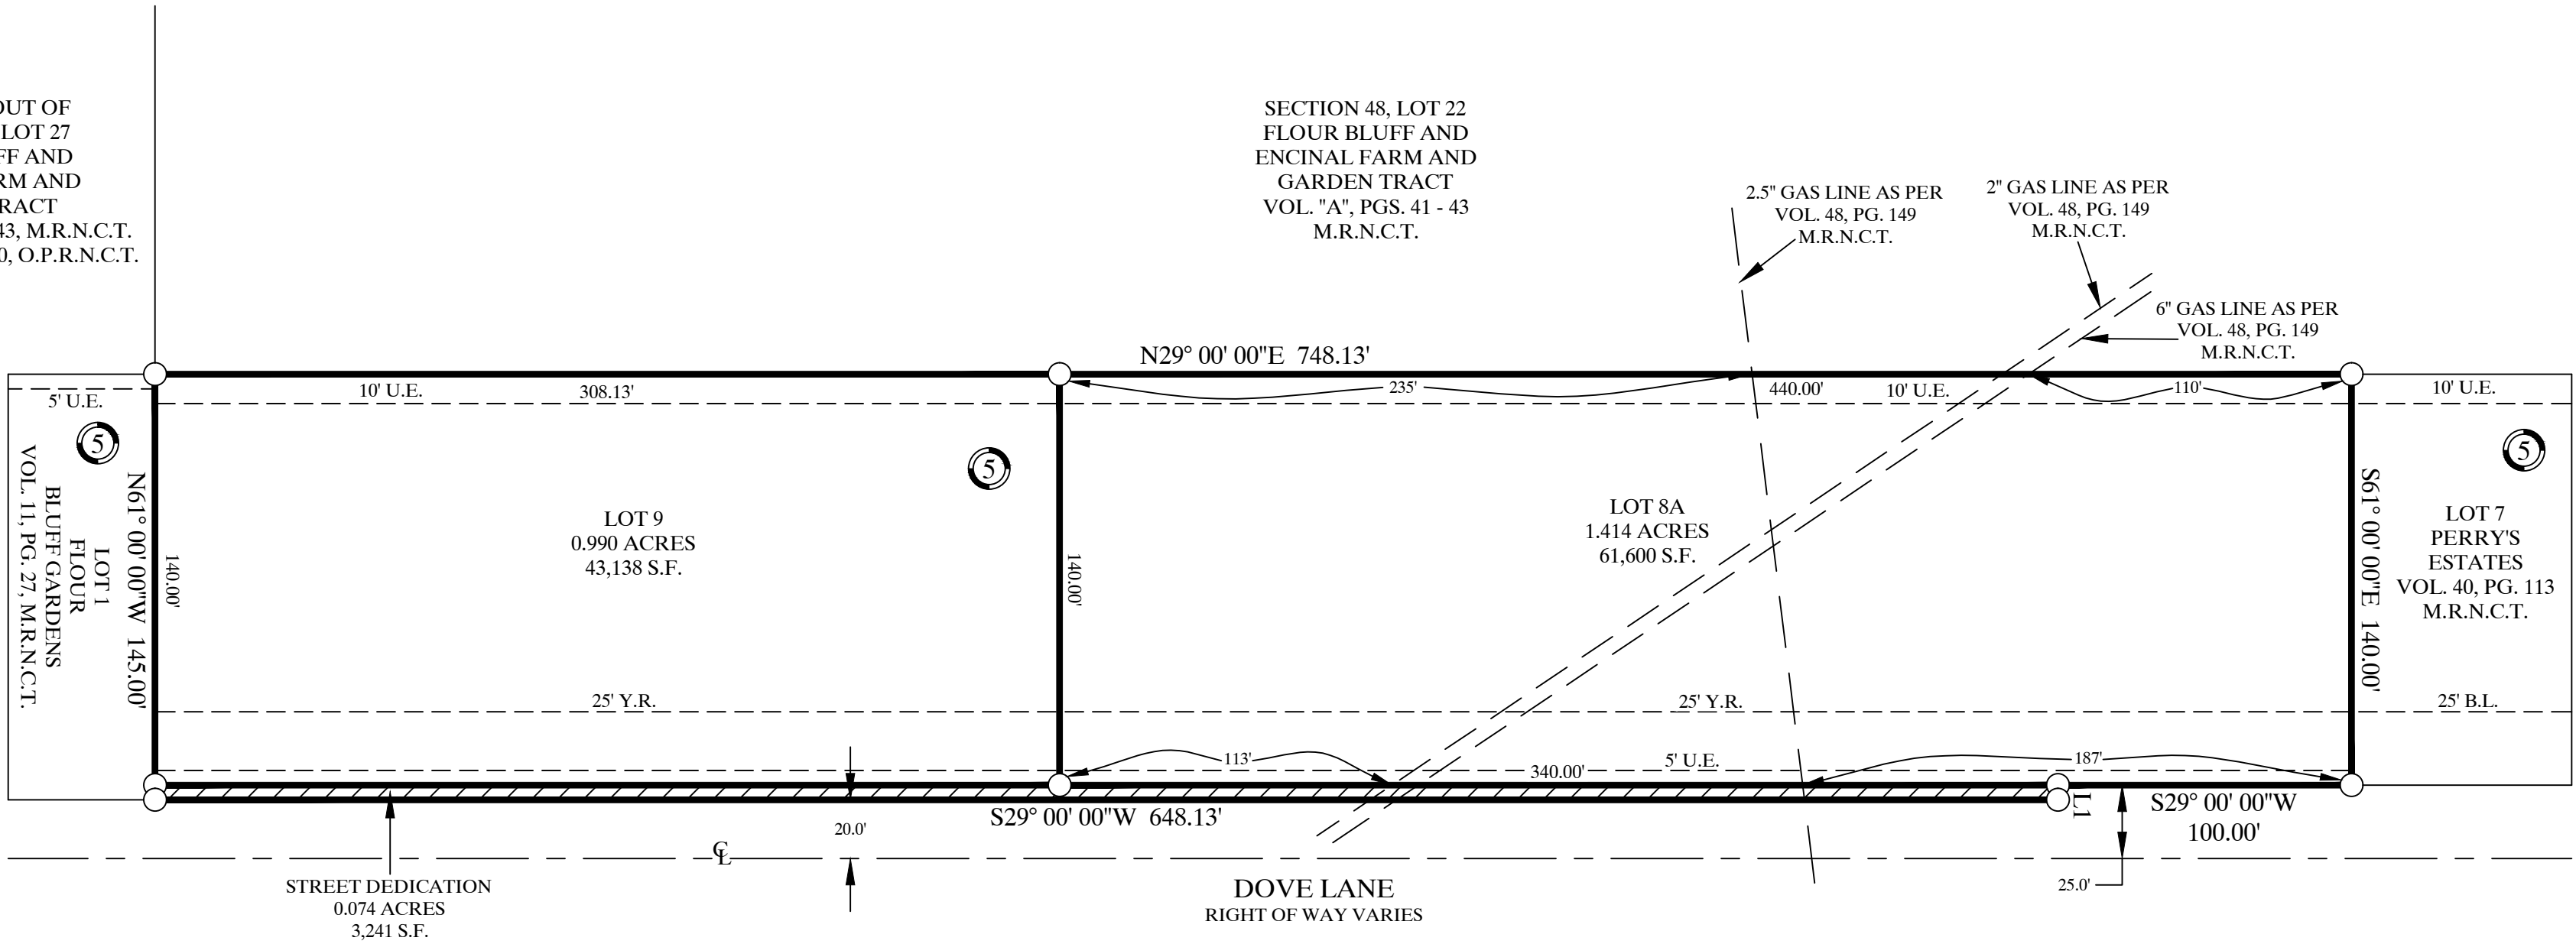 OUT OF
LOT 27
FF AND
RM AND
RACT
43, M.R.N.C.T.
0, O.P.R.N.C.T.
SECTION 48, LOT 22
FLOUR BLUFF AND
ENCINAL FARM AND
GARDEN TRACT
VOL. "A", PGS. 41 - 43
M.R.N.C.T.
2.5" GAS LINE AS PER
VOL. 48, PG. 149
M.R.N.C.T.
2" GAS LINE AS PER
VOL. 48, PG. 149
M.R.N.C.T.
6" GAS LINE AS PER
VOL. 48, PG. 149
M.R.N.C.T.
N29° 00' 00"E 748.13'
5' U.E.
10' U.E.
308.13'
235'
440.00'
10' U.E.
110'
10' U.E.
5
5
5
LOT 1
FLOUR
BLUFF GARDENS
VOL. 11, PG. 27, M.R.N.C.T.
N61° 00' 00"W 145.00'
140.00'
LOT 9
0.990 ACRES
43,138 S.F.
140.00'
LOT 8A
1.414 ACRES
61,600 S.F.
S61° 00' 00"E 140.00'
LOT 7
PERRY'S
ESTATES
VOL. 40, PG. 113
M.R.N.C.T.
25' Y.R.
25' Y.R.
25' B.L.
113'
340.00'
5' U.E.
187'
S29° 00' 00"W 648.13'
L1
S29° 00' 00"W
100.00'
20.0'
CL
25.0'
STREET DEDICATION
0.074 ACRES
3,241 S.F.
DOVE LANE
RIGHT OF WAY VARIES